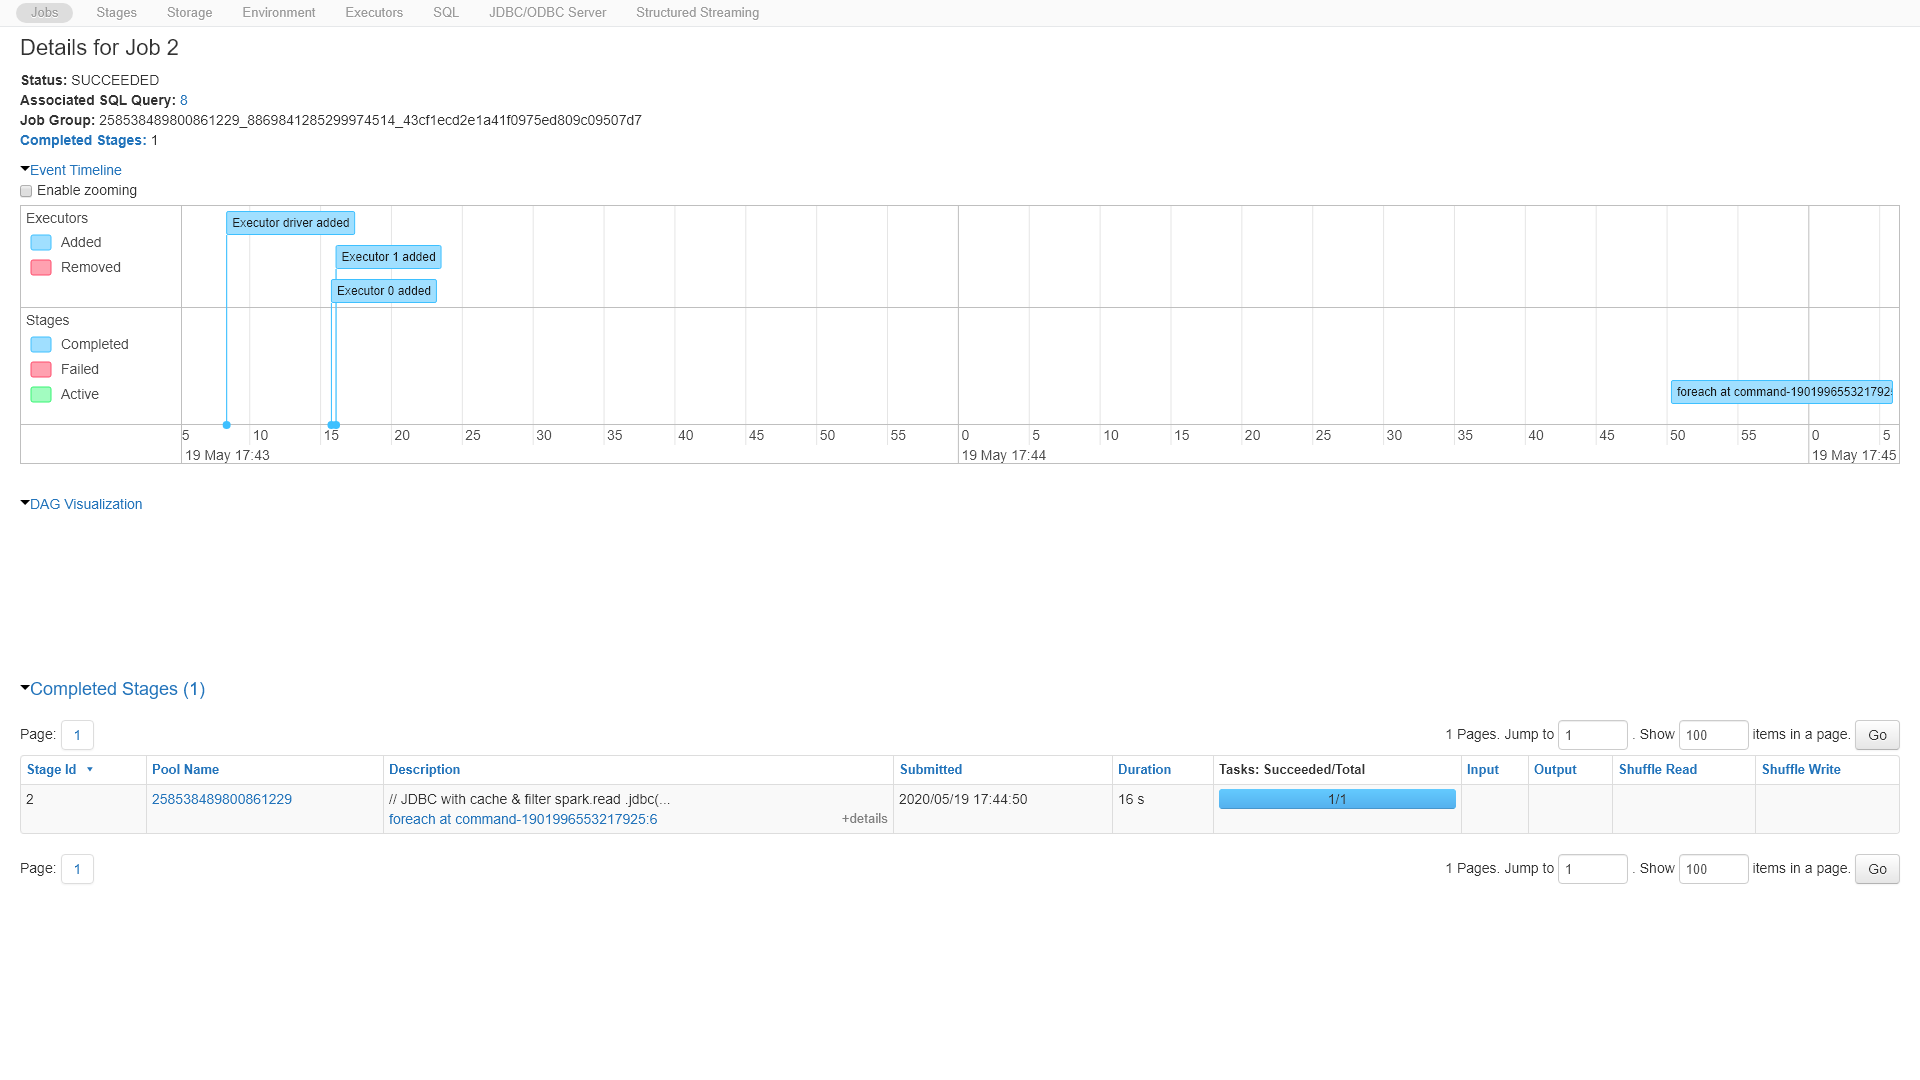 Jobs Stages Storage Environment Executors SQL JDBC/ODBC Server Structured Streaming
Details for Job 2
Status: SUCCEEDED
Associated SQL Query: 8
Job Group: 258538489800861229_8869841285299974514_43cf1ecd2e1a41f0975ed809c09507d7
Completed Stages: 1
Event Timeline
Enable zooming
Executors
Added
Removed
Executor driver added
Executor 1 added
Executor 0 added
Stages
Completed
Failed
Active
foreach at command-190199655321792
5 10 15 20 25 30 35 40 45 50 55 0 5 10 15 20 25 30 35 40 45 50 55 0 5
19 May 17:43 19 May 17:44 19 May 17:45
DAG Visualization
Completed Stages (1)
Page: 1 1 Pages. Jump to 1 . Show 100 items in a page. Go
Stage Id Pool Name Description Submitted Duration Tasks: Succeeded/Total Input Output Shuffle Read Shuffle Write
2 258538489800861229 // JDBC with cache & filter spark.read .jdbc(... 2020/05/19 17:44:50 16 s 1/1
foreach at command-1901996553217925:6 +details
Page: 1 1 Pages. Jump to 1 . Show 100 items in a page. Go